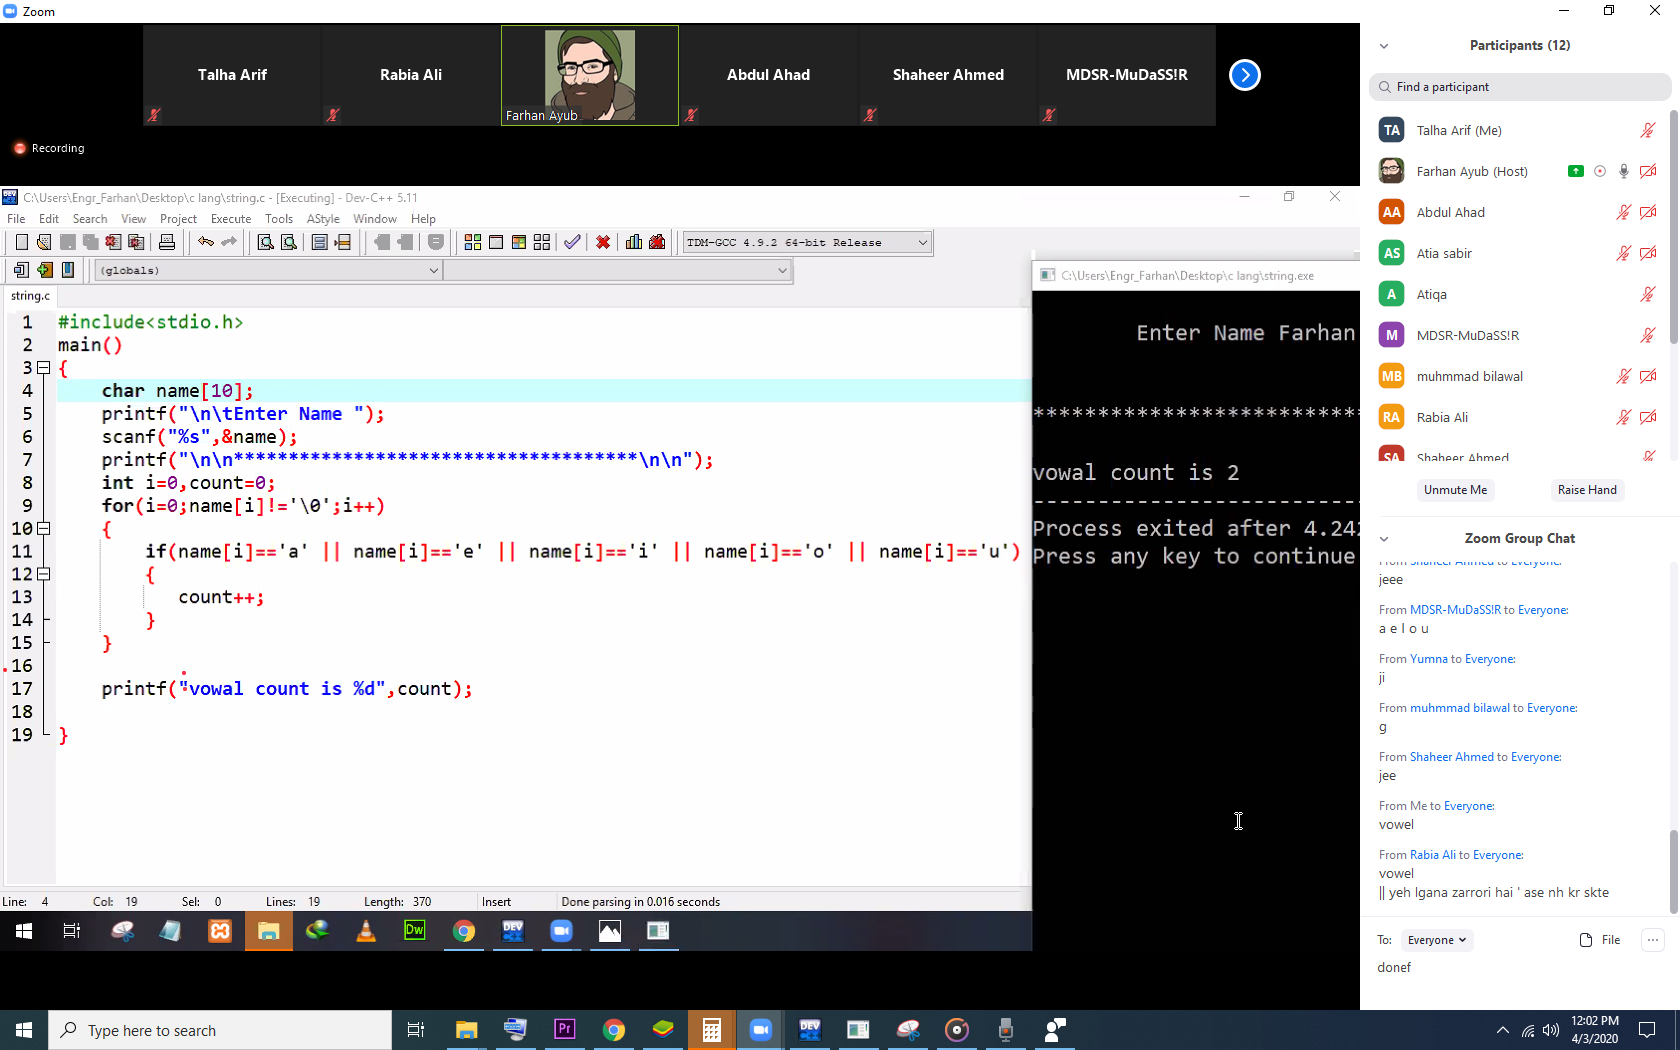 Zoom
Talha Arif
Rabia Ali
Farhan Ayub
Abdul Ahad
Shaheer Ahmed
MDSR-MuDaSS!R
Recording
C:\Users\Engr_Farhan\Desktop\c lang\string.c - [Executing] - Dev-C++ 5.11
File Edit Search View Project Execute Tools AStyle Window Help
TDM-GCC 4.9.2 64-bit Release
(globals)
string.c
1 #include<stdio.h>
2 main()
3 {
4 char name[10];
5 printf("\n\tEnter Name ");
6 scanf("%s",&name);
7 printf("\n\n*************************************\n\n");
8 int i=0,count=0;
9 for(i=0;name[i]!='\0';i++)
10 {
11 if(name[i]=='a' || name[i]=='e' || name[i]=='i' || name[i]=='o' || name[i]=='u')
12 {
13 count++;
14 }
15 }
16
17 printf("vowal count is %d",count);
18
19 }
Line: 4 Col: 19 Sel: 0 Lines: 19 Length: 370 Insert Done parsing in 0.016 seconds
C:\Users\Engr_Farhan\Desktop\c lang\string.exe
Enter Name Farhan
******************************
vowal count is 2
------------------------------
Process exited after 4.242
Press any key to continue
Participants (12)
Find a participant
TA Talha Arif (Me)
Farhan Ayub (Host)
AA Abdul Ahad
AS Atia sabir
A Atiqa
M MDSR-MuDaSS!R
MB muhmmad bilawal
RA Rabia Ali
SA Shaheer Ahmed
Unmute Me Raise Hand
Zoom Group Chat
From Shaheer Ahmed to Everyone:
jeee
From MDSR-MuDaSS!R to Everyone:
a e I o u
From Yumna to Everyone:
ji
From muhmmad bilawal to Everyone:
g
From Shaheer Ahmed to Everyone:
jee
From Me to Everyone:
vowel
From Rabia Ali to Everyone:
vowel
|| yeh lgana zarrori hai ' ase nh kr skte
To: Everyone File ...
donef
Dw
DEV
Type here to search
Pr
DEV
12:02 PM
4/3/2020